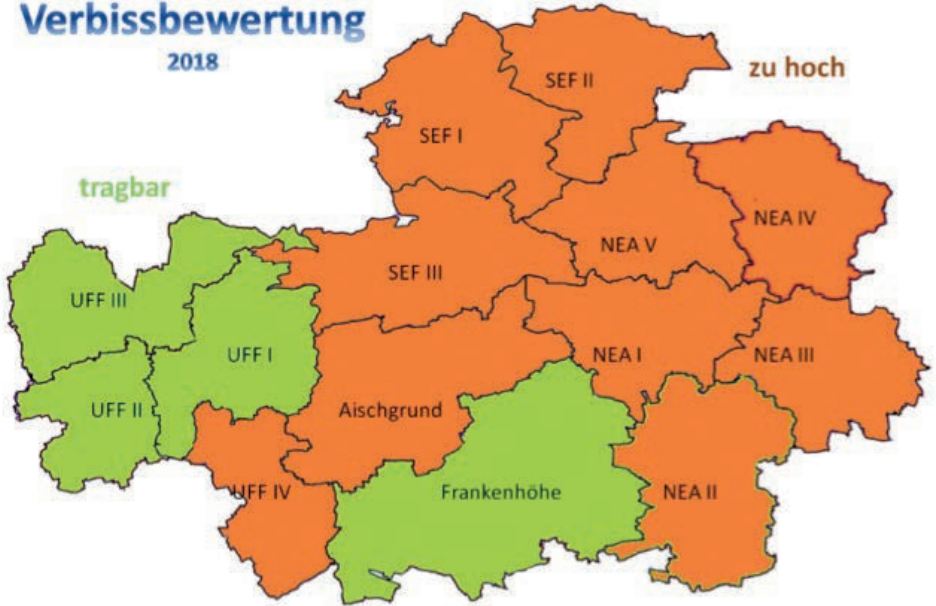 Verbissbewertung
2018
zu hoch
tragbar
SEF II
SEF I
NEA IV
NEA V
SEF III
UFF III
UFF I
NEA I
NEA III
UFF II
Aischgrund
UFF IV
Frankenhöhe
NEA II